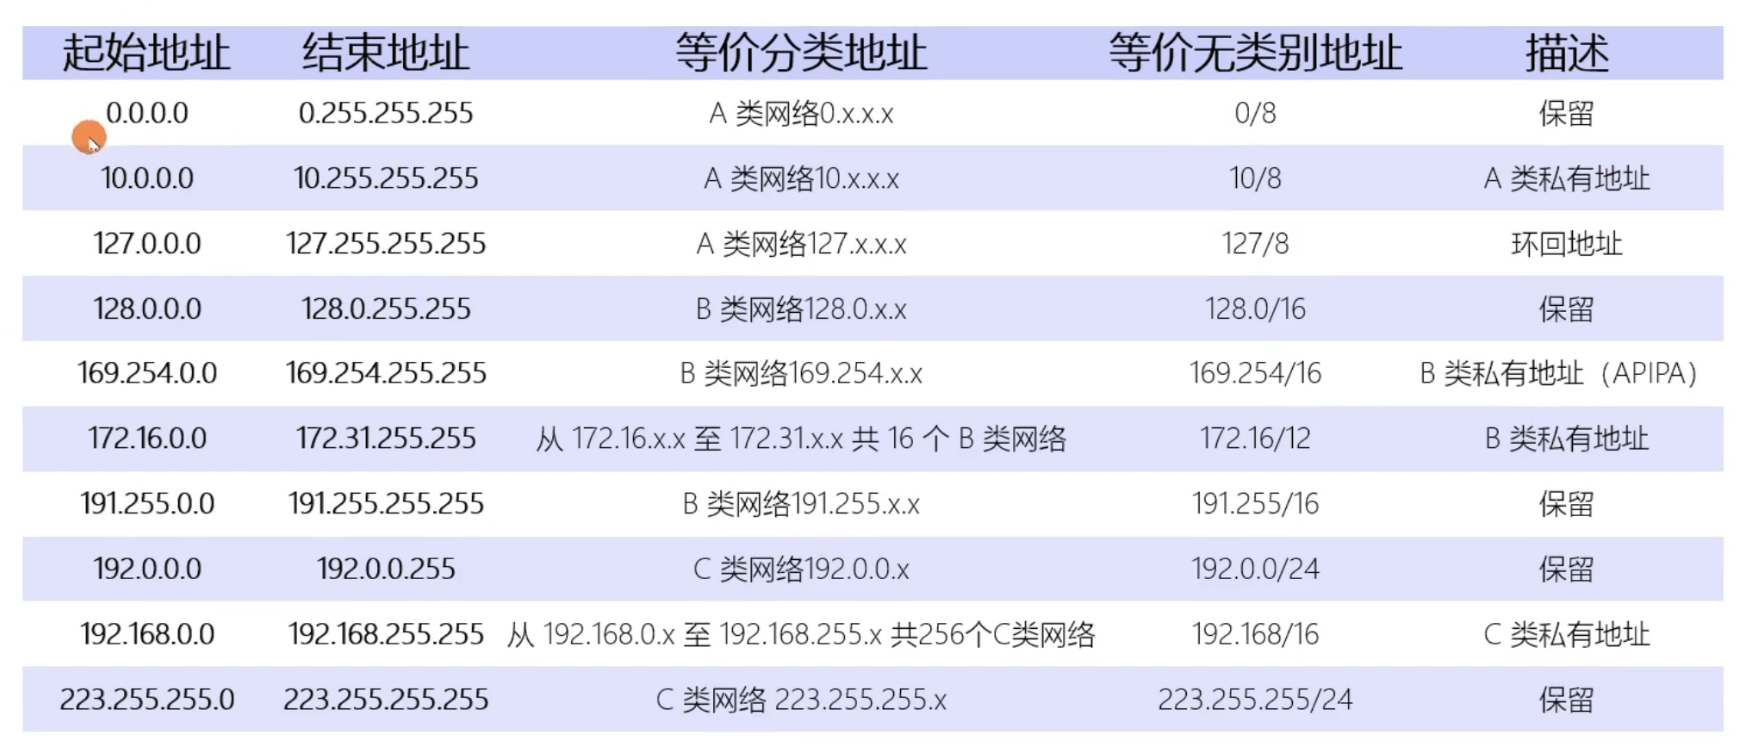 起始地址 结束地址 等价分类地址 等价无类别地址 描述
0.0.0.0 0.255.255.255 A 类网络0.x.x.x 0/8 保留
10.0.0.0 10.255.255.255 A 类网络10.x.x.x 10/8 A 类私有地址
127.0.0.0 127.255.255.255 A 类网络127.x.x.x 127/8 环回地址
128.0.0.0 128.0.255.255 B 类网络128.0.x.x 128.0/16 保留
169.254.0.0 169.254.255.255 B 类网络169.254.x.x 169.254/16 B 类私有地址（APIPA）
172.16.0.0 172.31.255.255 从 172.16.x.x 至 172.31.x.x 共 16 个 B 类网络 172.16/12 B 类私有地址
191.255.0.0 191.255.255.255 B 类网络191.255.x.x 191.255/16 保留
192.0.0.0 192.0.0.255 C 类网络192.0.0.x 192.0.0/24 保留
192.168.0.0 192.168.255.255 从 192.168.0.x 至 192.168.255.x 共256个C类网络 192.168/16 C 类私有地址
223.255.255.0 223.255.255.255 C 类网络 223.255.255.x 223.255.255/24 保留